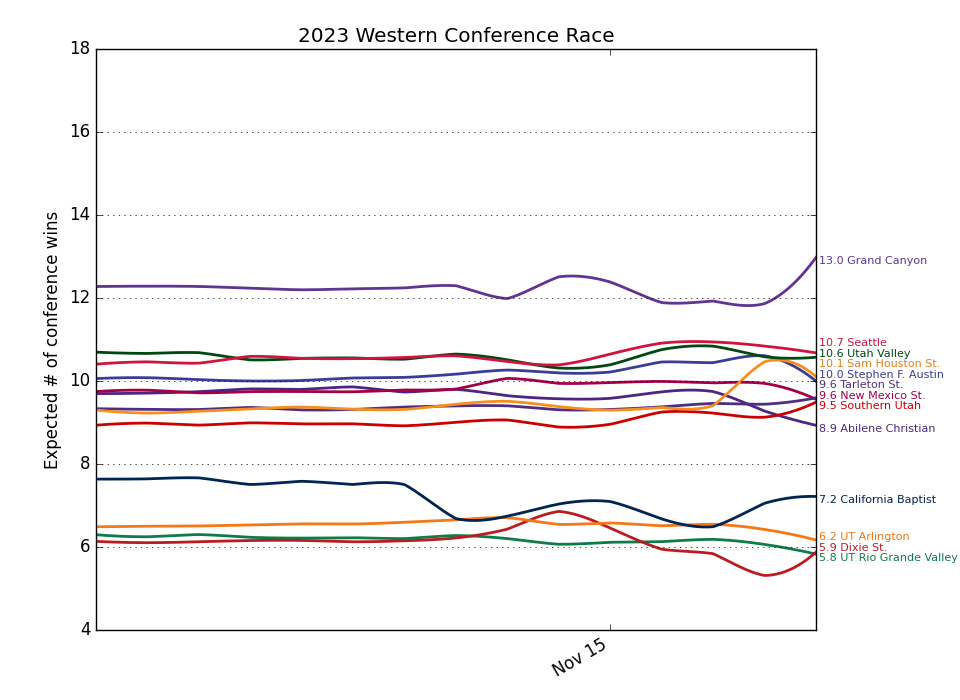 2023 Western Conference Race
Expected # of conference wins
18
16
14
12
10
8
6
4
Nov 15
13.0 Grand Canyon
10.7 Seattle
10.6 Utah Valley
10.1 Sam Houston St.
10.0 Stephen F. Austin
9.6 Tarleton St.
9.6 New Mexico St.
9.5 Southern Utah
8.9 Abilene Christian
7.2 California Baptist
6.2 UT Arlington
5.9 Dixie St.
5.8 UT Rio Grande Valley